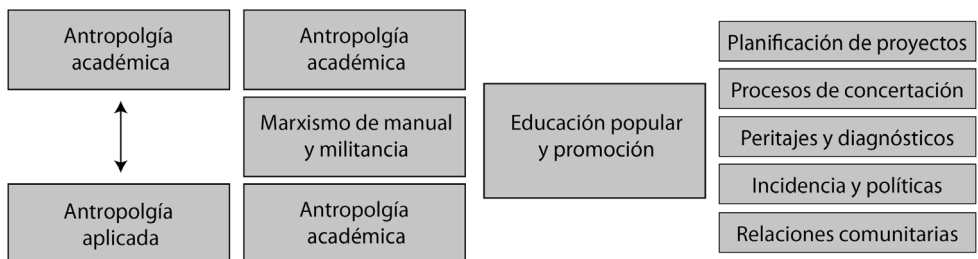 Antropolgía
académica
Antropolgía
aplicada
Antropolgía
académica
Marxismo de manual
y militancia
Antropolgía
académica
Educación popular
y promoción
Planificación de proyectos
Procesos de concertación
Peritajes y diagnósticos
Incidencia y políticas
Relaciones comunitarias